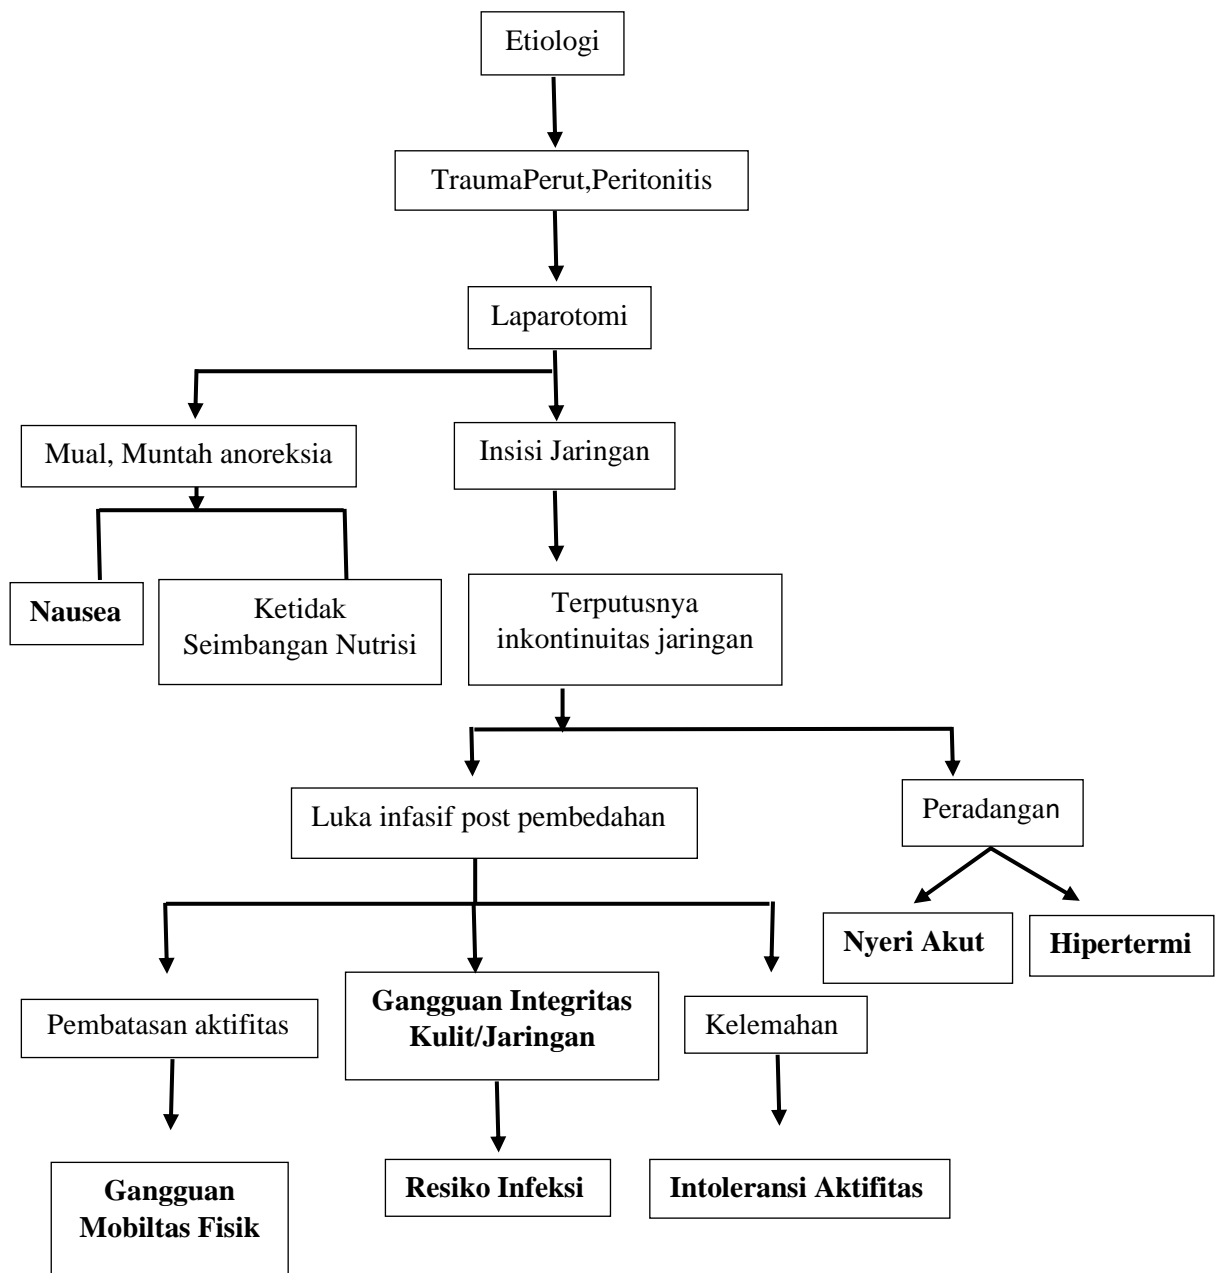 Etiologi
TraumaPerut,Peritonitis
Laparotomi
Mual, Muntah anoreksia
Insisi Jaringan
Nausea
Ketidak
Seimbangan Nutrisi
Terputusnya
inkontinuitas jaringan
Luka infasif post pembedahan
Peradangan
Nyeri Akut
Hipertermi
Pembatasan aktifitas
Gangguan Integritas
Kulit/Jaringan
Kelemahan
Gangguan
Mobiltas Fisik
Resiko Infeksi
Intoleransi Aktifitas